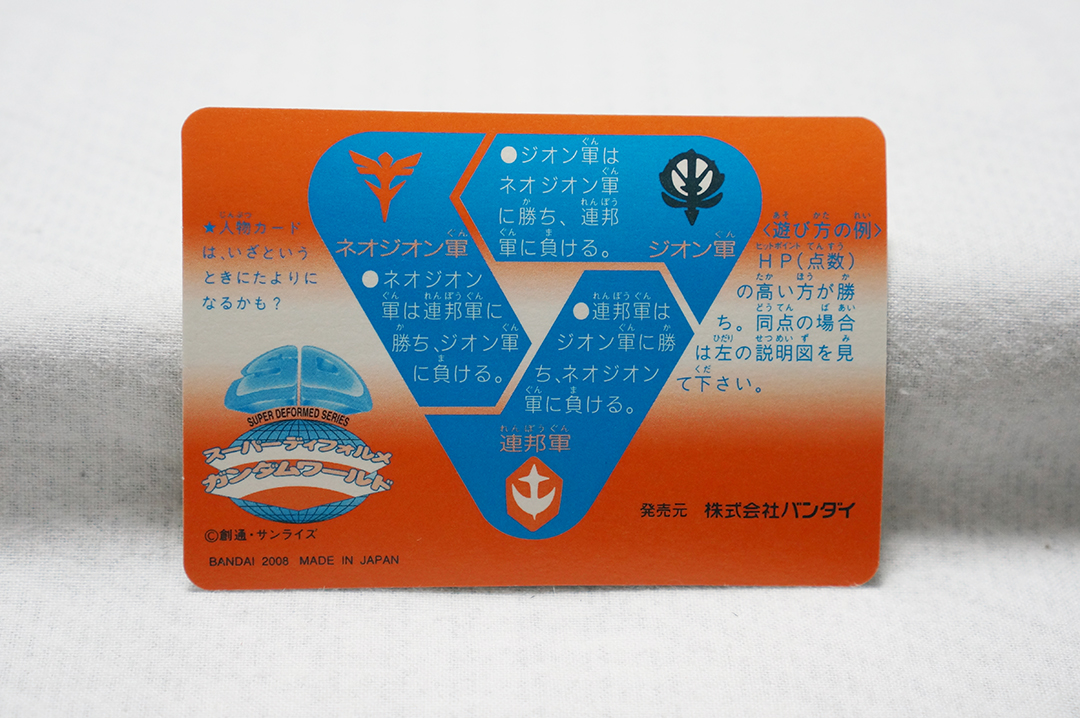 ★人物カード
は、いざという
ときにたよりに
なるかも?
ネオジオン軍
●ジオン軍は
ネオジオン軍
に勝ち、連邦
軍に負ける。
ジオン軍
●ネオジオン
軍は連邦軍に
勝ち、ジオン軍
に負ける。
●連邦軍は
ジオン軍に勝
ち、ネオジオン
軍に負ける。
連邦軍
〈遊び方の例〉
HP(点数)
の高い方が勝
ち。同点の場合
は左の説明図を見
て下さい。
SUPER DEFORMED SERIES
スーパーディフォルメ
ガンダムワールド
©創通・サンライズ
BANDAI 2008 MADE IN JAPAN
発売元 株式会社バンダイ